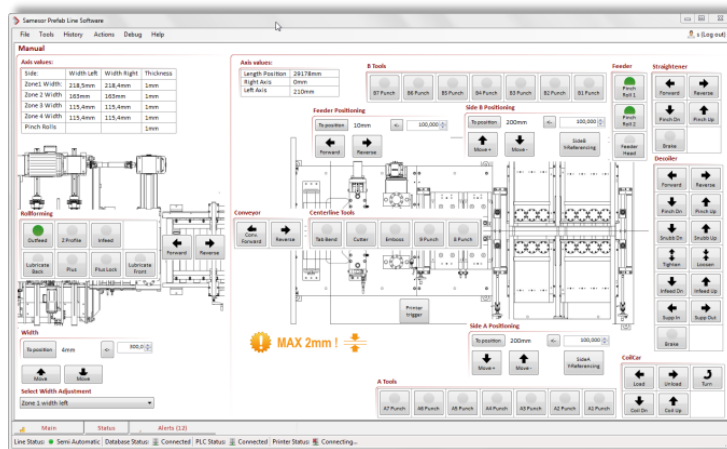 Samesor Prefab Line Software
File Tools History Actions Debug Help
s (Log out)
Manual
Axis values:
Side: Width Left Width Right Thickness
Zone1 Width: 218,5mm 218,4mm 1mm
Zone 2 Width 163mm 163mm 1mm
Zone 3 Width 115,4mm 115,4mm 1mm
Zone 4 Width 115,4mm 115,4mm 1mm
Pinch Rolls 1mm
Axis values:
Length Position 29178mm
Right Axis 0mm
Left Axis 210mm
B Tools
B7 Punch B6 Punch B5 Punch B4 Punch B3 Punch B2 Punch B1 Punch
Feeder
Pinch Roll 1
Pinch Roll 2
Feeder Head
Straightener
Forward Reverse
Pinch Dn Pinch Up
Brake
Feeder Positioning
To position 10mm <- 100,000
Forward Reverse
Side B Positioning
To position 200mm <- 100,000
Move+ Move-
SideB YReferencing
Decoiler
Forward Reverse
Pinch Dn Pinch Up
Snubb Dn Snubb Up
Tighten Loosen
Infeed Dn Infeed Up
Supp In Supp Out
Brake
Rollforming
Outfeed Z Profile Infeed
Lubricate Back Plus Plus Lock Lubricate Front
Forward Reverse
Conveyor
Conv. Forward Reverse
Centerline Tools
Tab Bend Cutter Emboss 9 Punch 8 Punch
Printer trigger
MAX 2mm !
Width
To position 4mm <- 300,0
Move Move
Select Width Adjustment
Zone 1 width left
Side A Positioning
To position 200mm <- 100,000
Move+ Move-
SideA YReferencing
A Tools
A7 Punch A6 Punch A5 Punch A4 Punch A3 Punch A2 Punch A1 Punch
CoilCar
Load Unload Turn
Coil Dn Coil Up
Main Status Alerts (12)
Line Status: Semi Automatic Database Status: Connected PLC Status: Connected Printer Status: Connecting...